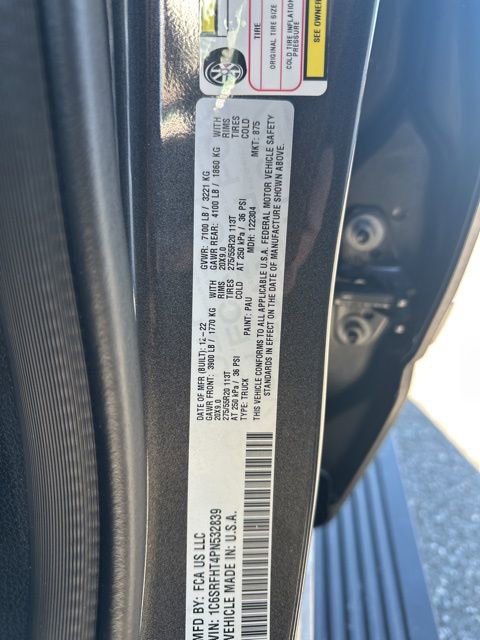 TIRE
ORIGINAL TIRE SIZE
COLD TIRE INFLATION
PRESSURE
SEE OWNER
MFD BY: FCA US LLC
DATE OF MFR (BUILT): 12-22
GVWR: 7100 LB / 3221 KG
GAWR FRONT: 3900 LB / 1770 KG WITH
20X9.0 RIMS
275/55R20 113T TIRES
AT 250 kPa / 36 PSI COLD
GAWR REAR: 4100 LB / 1860 KG WITH
20X9.0 RIMS
275/55R20 113T TIRES
AT 250 kPa / 36 PSI COLD
TYPE: TRUCK
PAINT: PAU
MDH: 122304
MKT: 875
THIS VEHICLE CONFORMS TO ALL APPLICABLE U.S.A. FEDERAL MOTOR VEHICLE SAFETY
STANDARDS IN EFFECT ON THE DATE OF MANUFACTURE SHOWN ABOVE.
VIN: 1C6SRFHT4PN532839
VEHICLE MADE IN: U.S.A.